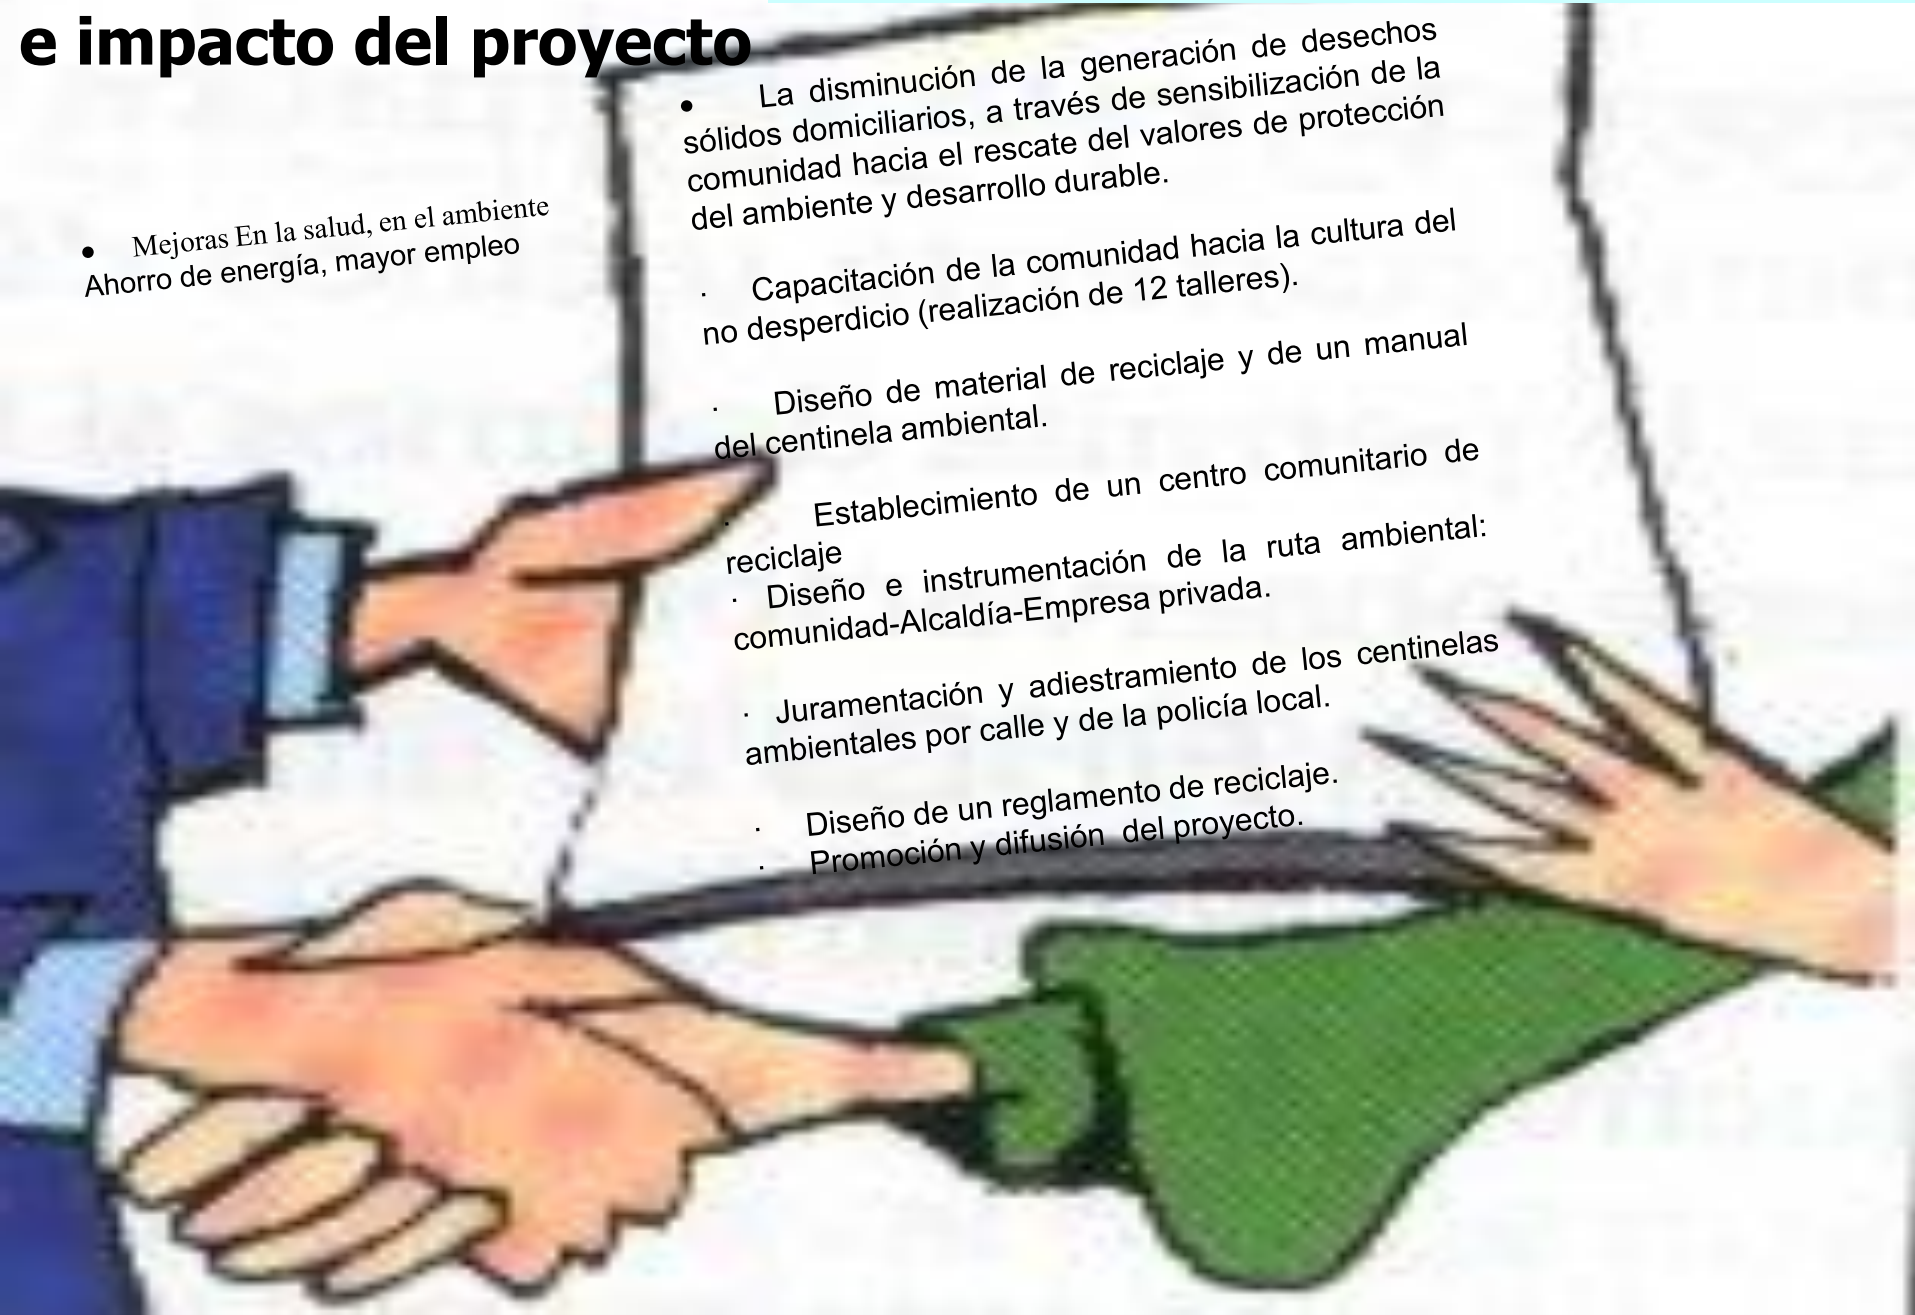 e impacto del proyecto
• Mejoras En la salud, en el ambiente
Ahorro de energía, mayor empleo
• La disminución de la generación de desechos
sólidos domiciliarios, a través de sensibilización de la
comunidad hacia el rescate del valores de protección
del ambiente y desarrollo durable.
· Capacitación de la comunidad hacia la cultura del
no desperdicio (realización de 12 talleres).
· Diseño de material de reciclaje y de un manual
del centinela ambiental.
· Establecimiento de un centro comunitario de
reciclaje
· Diseño e instrumentación de la ruta ambiental:
comunidad-Alcaldía-Empresa privada.
· Juramentación y adiestramiento de los centinelas
ambientales por calle y de la policía local.
· Diseño de un reglamento de reciclaje.
· Promoción y difusión del proyecto.